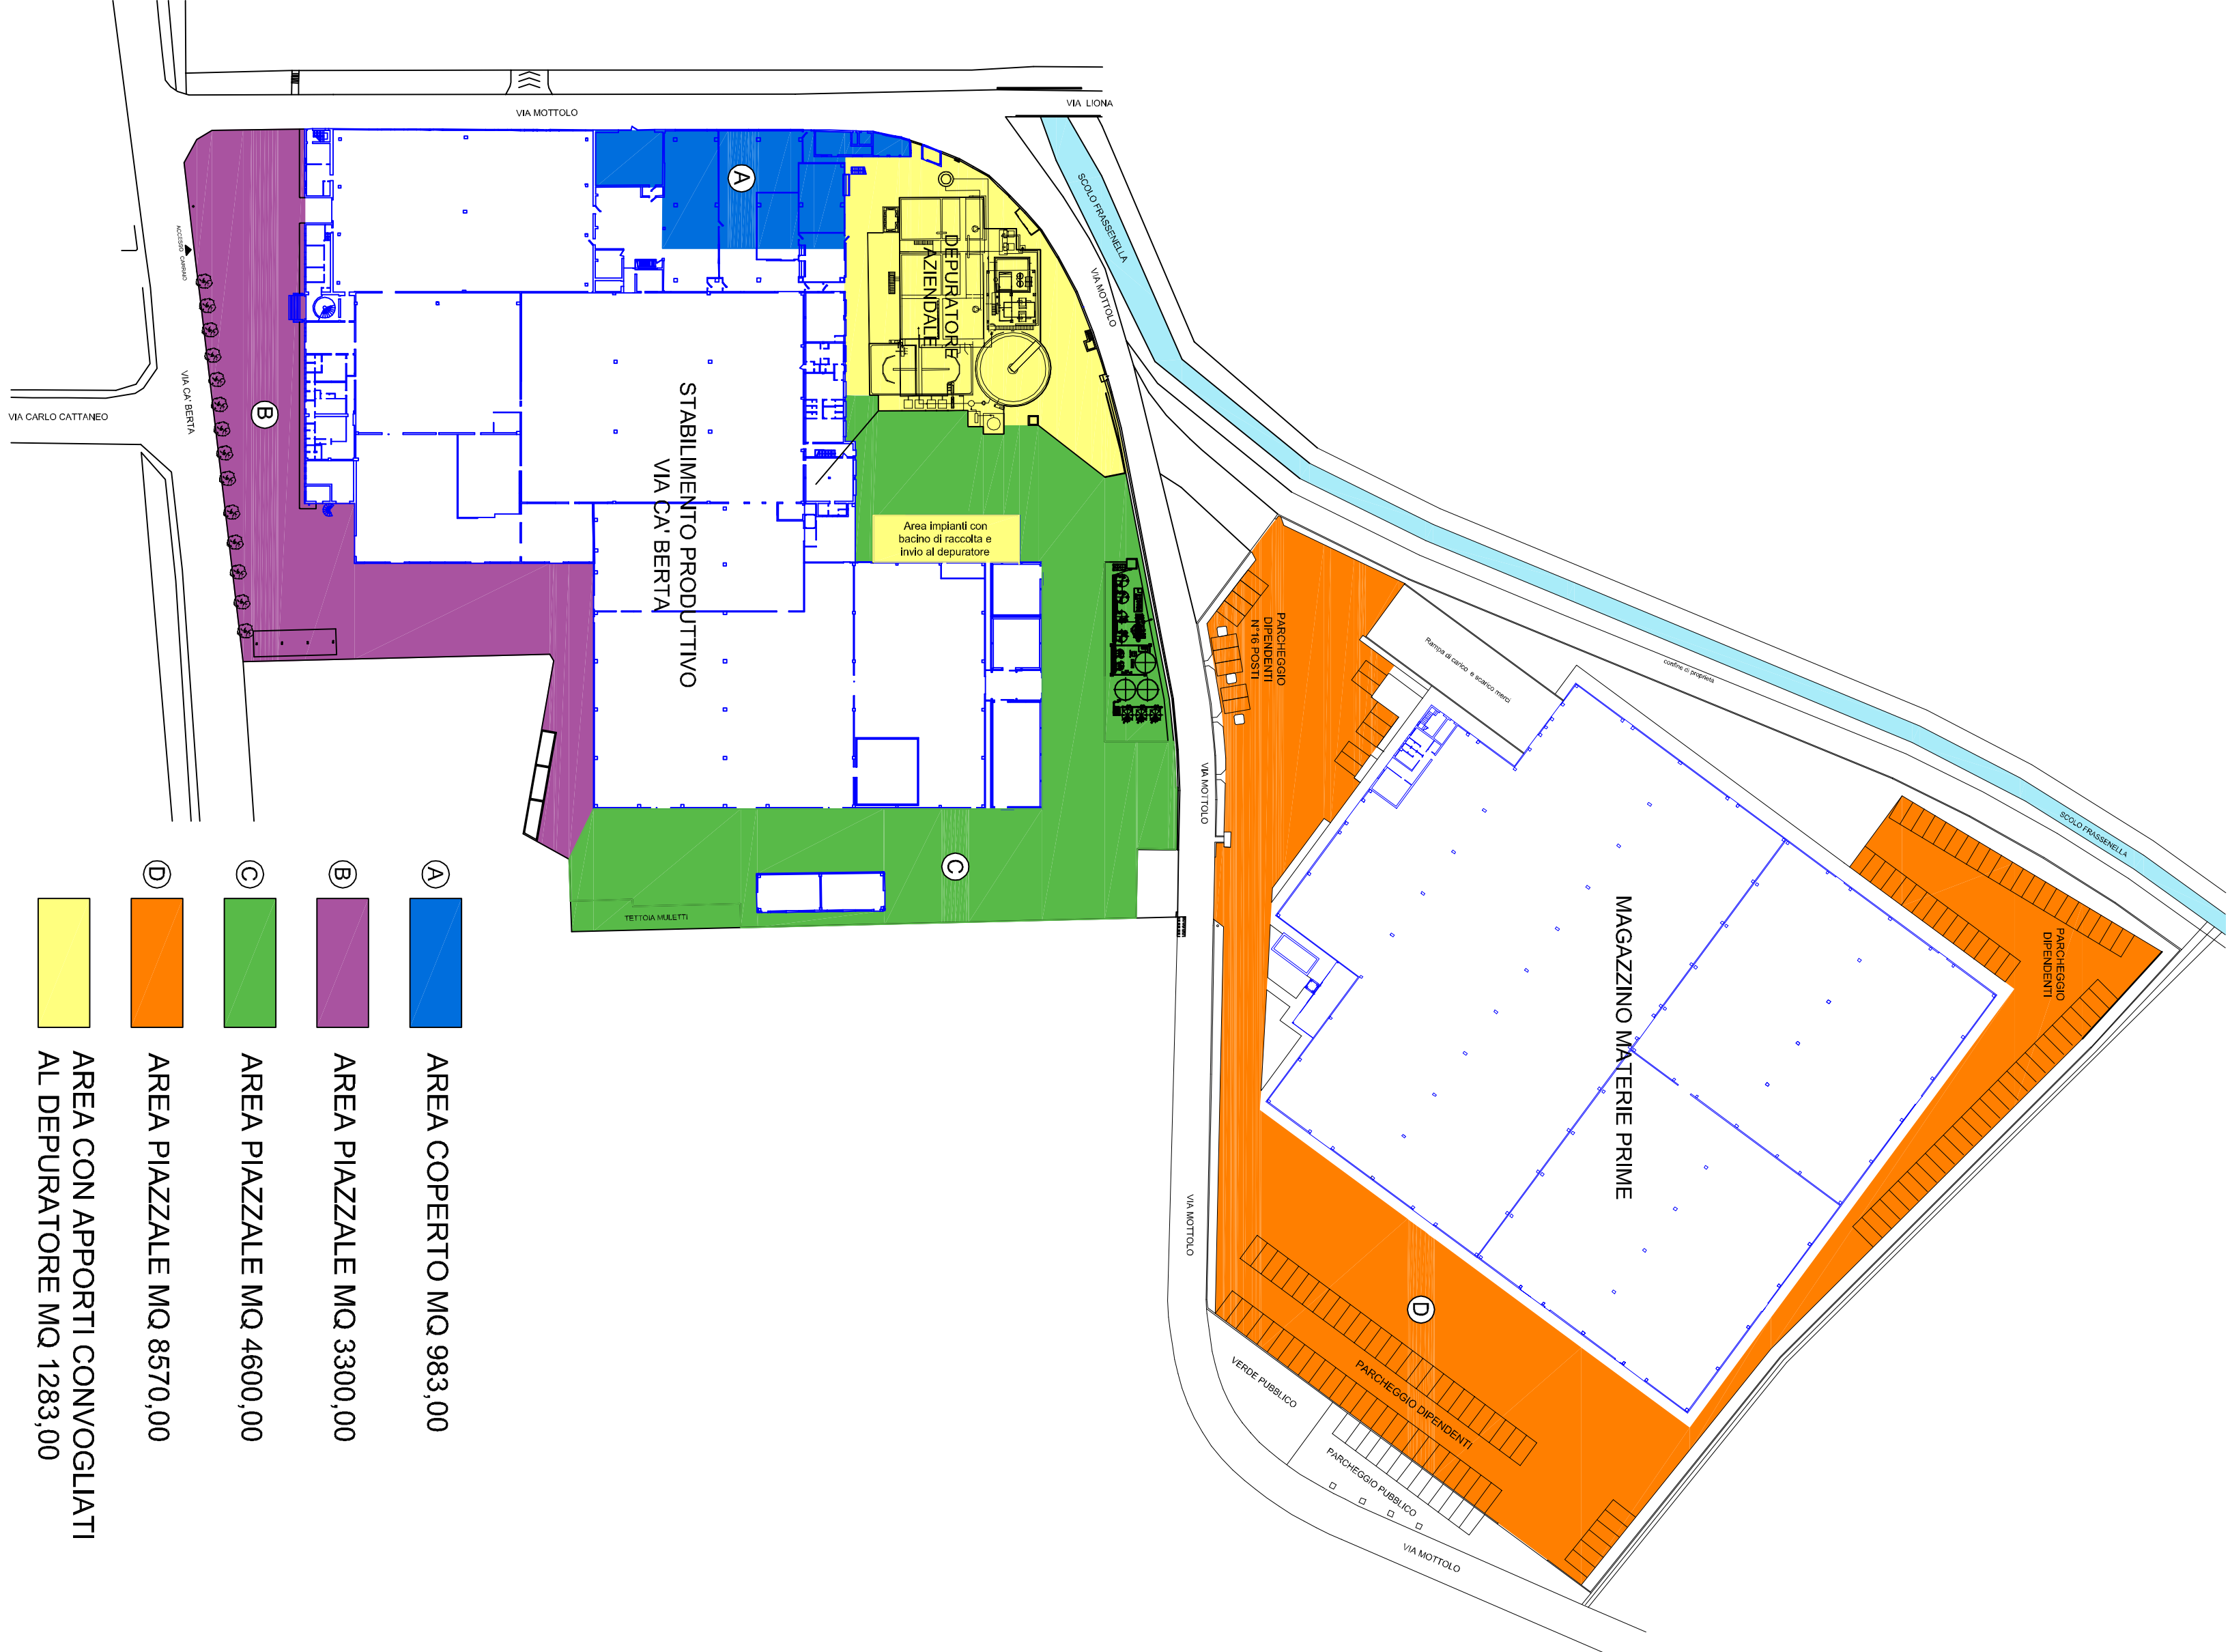 VIA LIONA
VIA MOTTOLO
SCOLO FRASSENELLA
A
DEPURATORE
AZIENDALE
VIA MOTTOLO
ACCESSO CARRAIO
VIA CA' BERTA
VIA CARLO CATTANEO
B
STABILIMENTO PRODUTTIVO
VIA CA' BERTA
Area impianti con
bacino di raccolta e
invio al depuratore
PARCHEGGIO
DIPENDENTI
N°16 POSTI
Rampa di carico e scarico merci
confine di proprieta
VIA MOTTOLO
SCOLO FRASSENELLA
C
TETTOIA MULETTI
MAGAZZINO MATERIE PRIME
PARCHEGGIO
DIPENDENTI
VIA MOTTOLO
D
PARCHEGGIO DIPENDENTI
VERDE PUBBLICO
PARCHEGGIO PUBBLICO
VIA MOTTOLO
A AREA COPERTO MQ 983,00
B AREA PIAZZALE MQ 3300,00
C AREA PIAZZALE MQ 4600,00
D AREA PIAZZALE MQ 8570,00
AREA CON APPORTI CONVOGLIATI
AL DEPURATORE MQ 1283,00